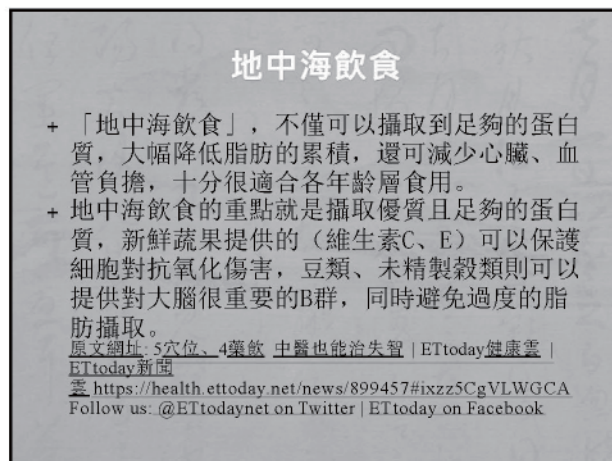 地中海飲食
+ 「地中海飲食」，不僅可以攝取到足夠的蛋白
質，大幅降低脂肪的累積，還可減少心臟、血
管負擔，十分很適合各年齡層食用。
+ 地中海飲食的重點就是攝取優質且足夠的蛋白
質，新鮮蔬果提供的（維生素C、E）可以保護
細胞對抗氧化傷害，豆類、未精製穀類則可以
提供對大腦很重要的B群，同時避免過度的脂
肪攝取。
原文網址: 5穴位、4藥飲 中醫也能治失智 | ETtoday健康雲 |
ETtoday新聞
雲 https://health.ettoday.net/news/899457#ixzz5CgVLWGCA
Follow us: @ETtodaynet on Twitter | ETtoday on Facebook